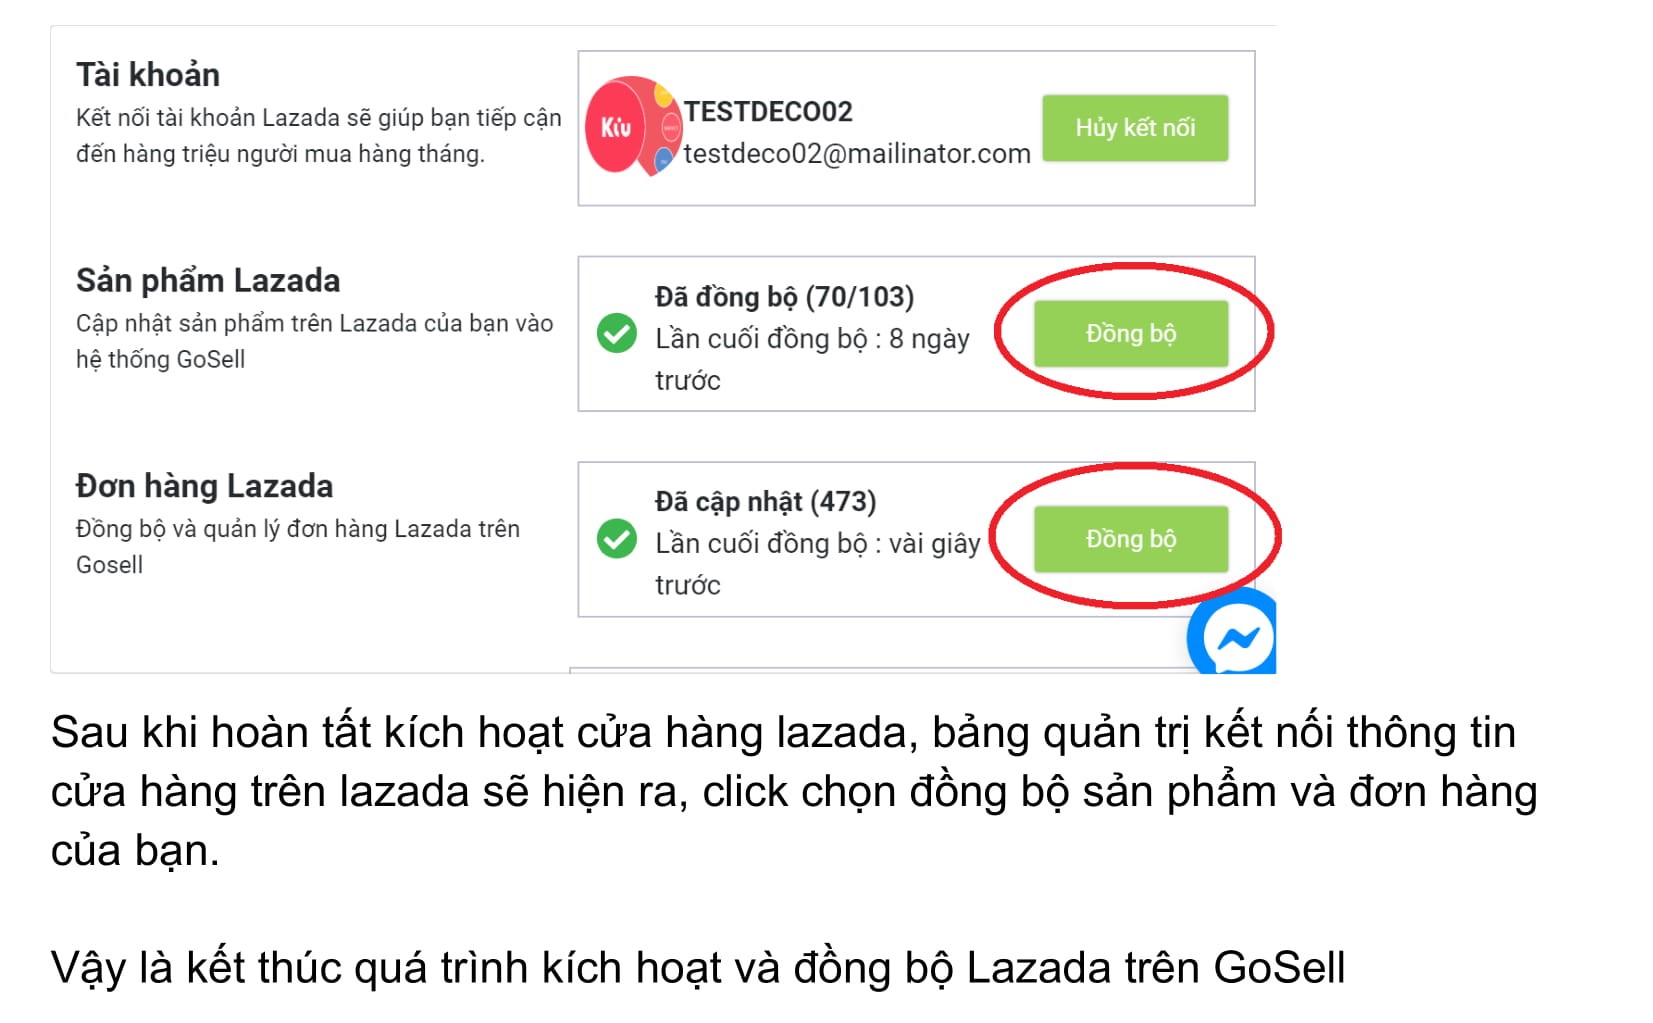 Tài khoản
Kết nối tài khoản Lazada sẽ giúp bạn tiếp cận
đến hàng triệu người mua hàng tháng.
Kiu
TESTDECO02
testdeco02@mailinator.com
Hủy kết nối
Sản phẩm Lazada
Cập nhật sản phẩm trên Lazada của bạn vào
hệ thống GoSell
Đã đồng bộ (70/103)
Lần cuối đồng bộ : 8 ngày
trước
Đồng bộ
Đơn hàng Lazada
Đồng bộ và quản lý đơn hàng Lazada trên
Gosell
Đã cập nhật (473)
Lần cuối đồng bộ : vài giây
trước
Đồng bộ
Sau khi hoàn tất kích hoạt cửa hàng lazada, bảng quản trị kết nối thông tin
cửa hàng trên lazada sẽ hiện ra, click chọn đồng bộ sản phẩm và đơn hàng
của bạn.
Vậy là kết thúc quá trình kích hoạt và đồng bộ Lazada trên GoSell